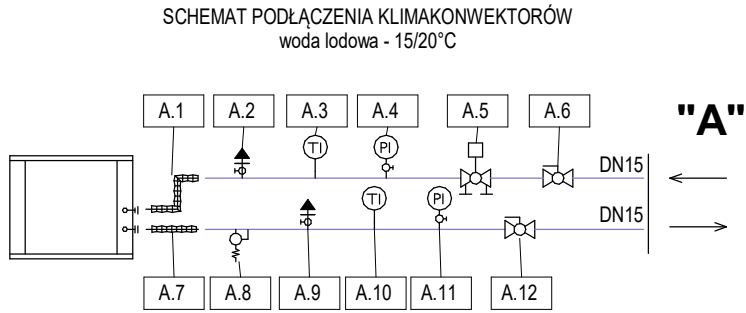 SCHEMAT PODŁĄCZENIA KLIMAKONWEKTORÓW
woda lodowa - 15/20°C
A.1 A.2 A.3 A.4 A.5 A.6
"A"
TI PI
DN15
TI PI
DN15
A.7 A.8 A.9 A.10 A.11 A.12